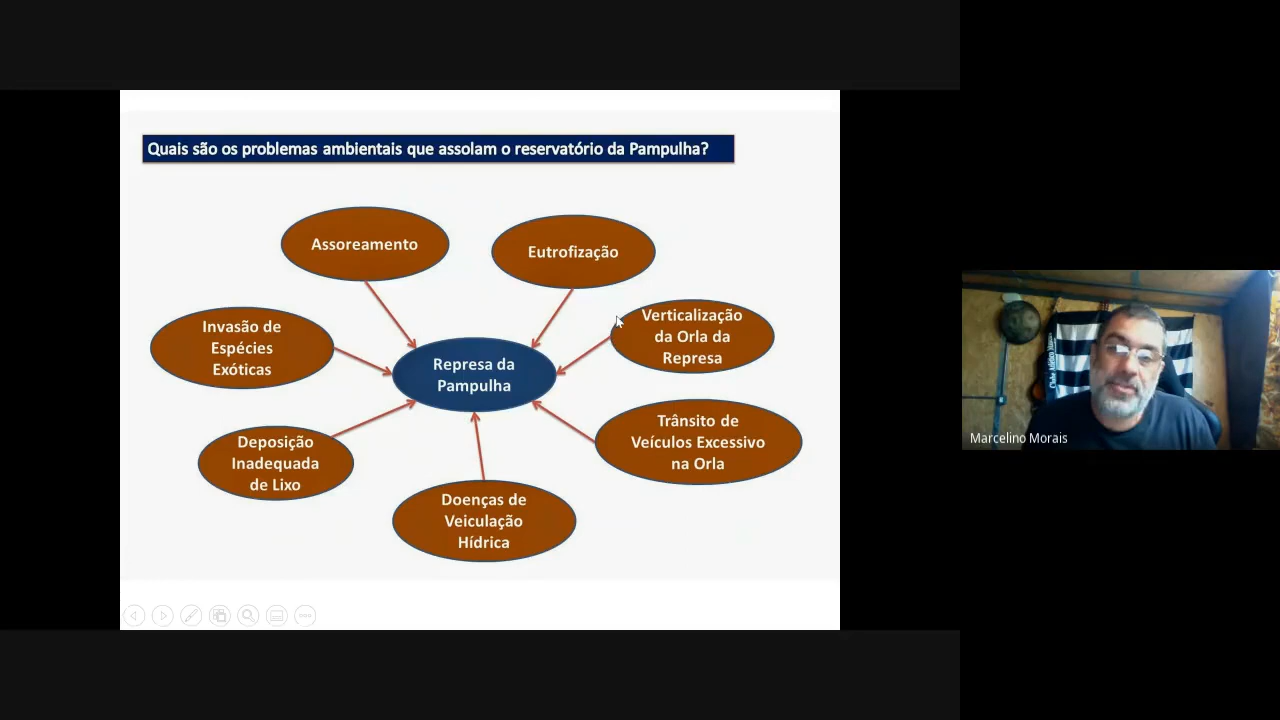 Quais são os problemas ambientais que assolam o reservatório da Pampulha?
Assoreamento
Eutrofização
Invasão de
Espécies
Exóticas
Verticalização
da Orla da
Represa
Represa da
Pampulha
Deposição
Inadequada
de Lixo
Trânsito de
Veículos Excessivo
na Orla
Doenças de
Veiculação
Hídrica
Marcelino Morais